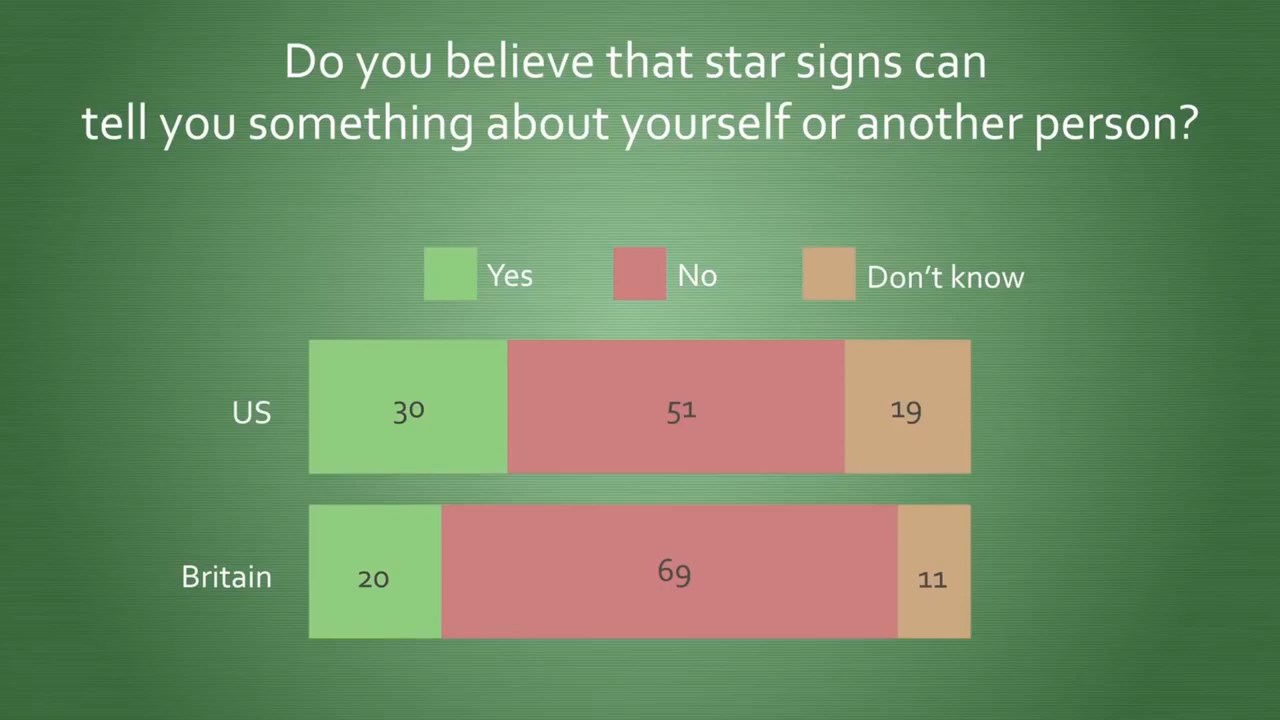 Do you believe that star signs can
tell you something about yourself or another person?
Yes No Don't know
US 30 51 19
Britain 20 69 11